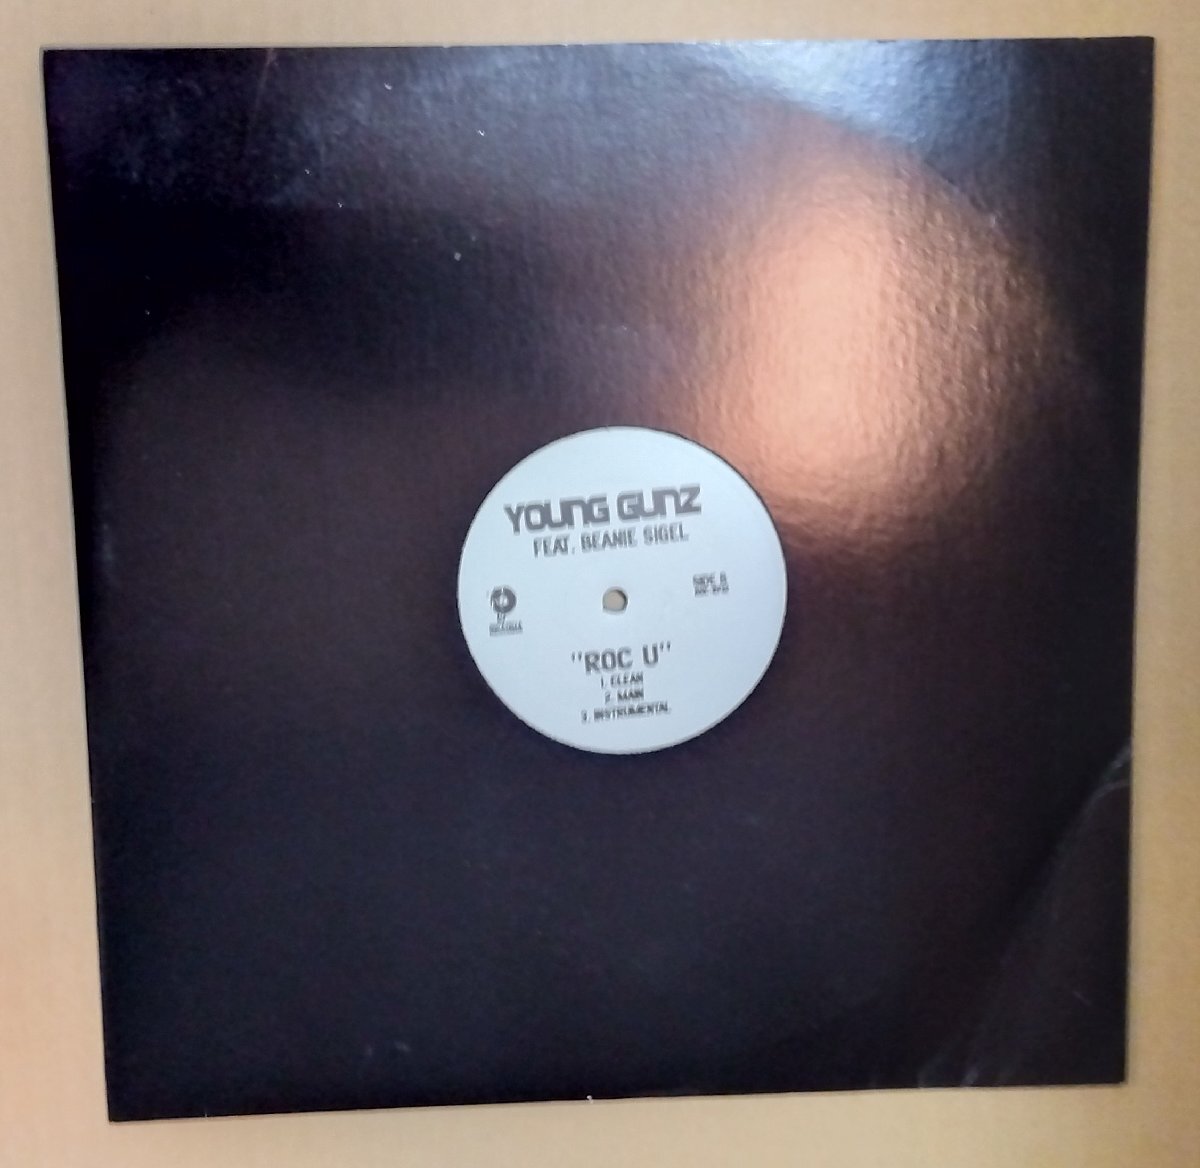 YOUNG GUNZ
FEAT. BEANIE SIGEL
SIDE B
"ROC U"
1. CLEAN
2. MAIN
3. INSTRUMENTAL